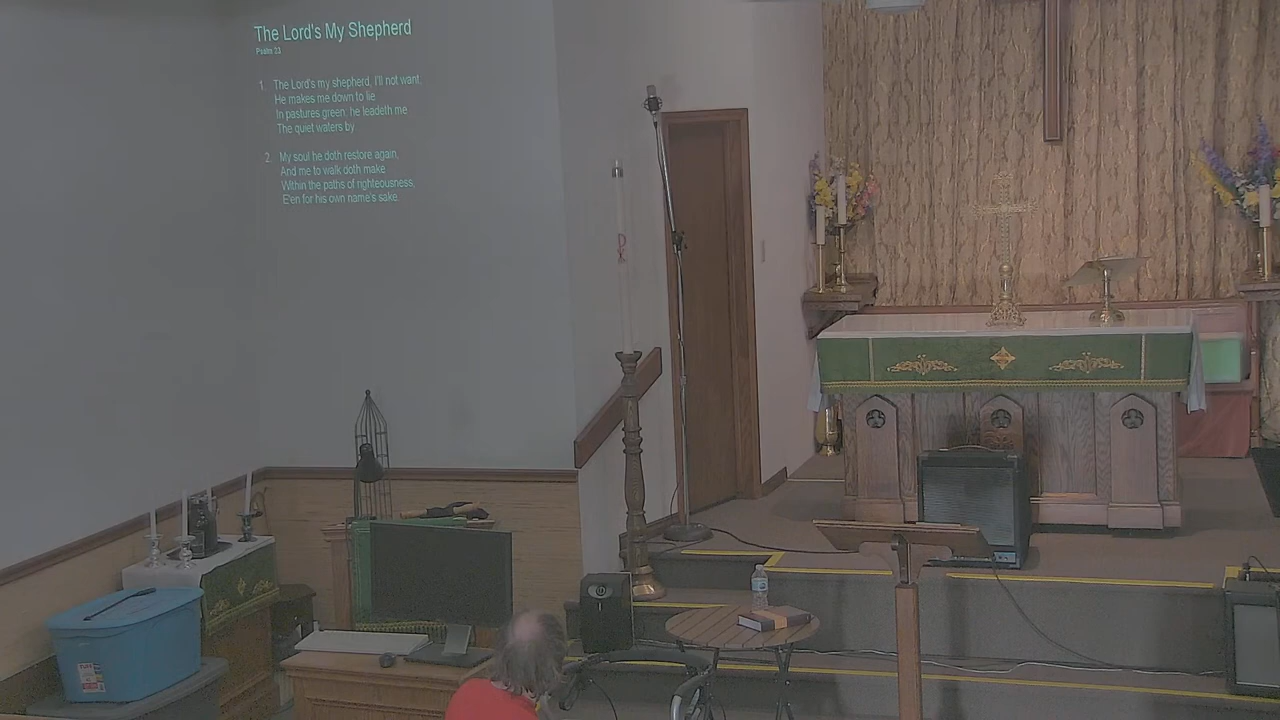 The Lord's My Shepherd
Psalm 23
1. The Lord's my shepherd, I'll not want.
He makes me down to lie
In pastures green: he leadeth me
The quiet waters by
2. My soul he doth restore again,
And me to walk doth make
Within the paths of righteousness,
E'en for his own name's sake.